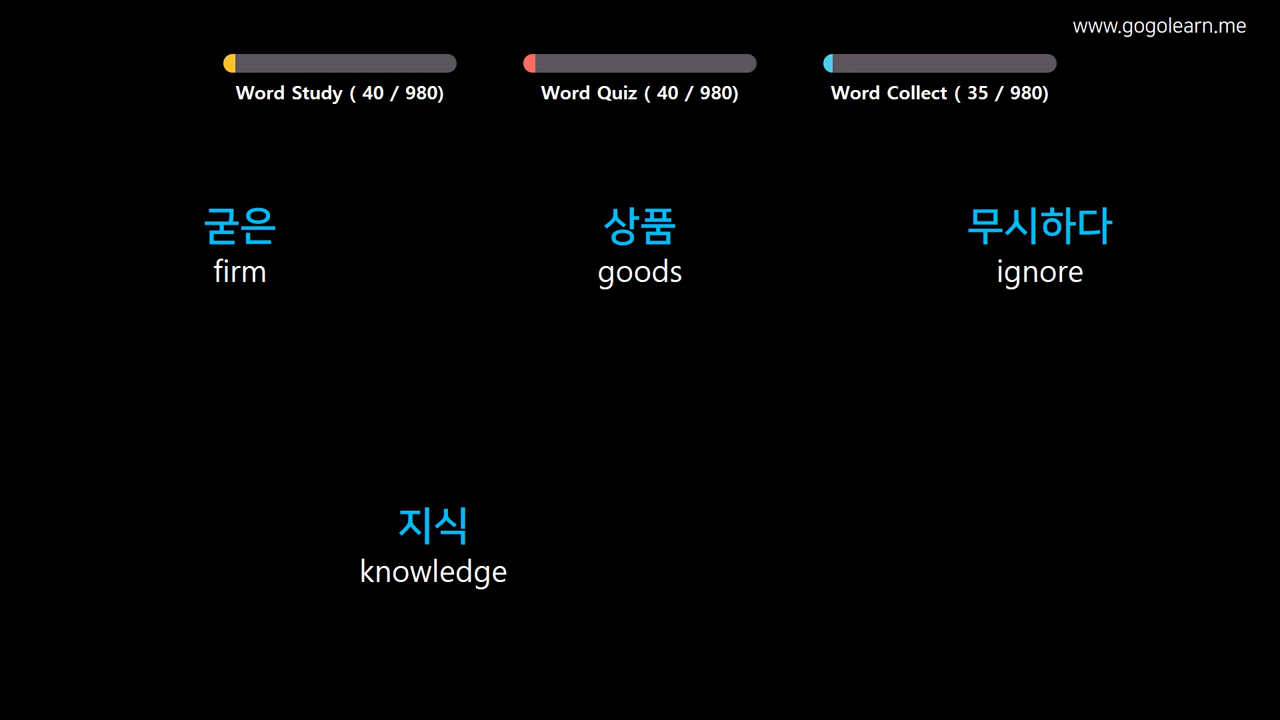 www.gogolearn.me
Word Study ( 40 / 980)
Word Quiz ( 40 / 980)
Word Collect ( 35 / 980)
굳은
firm
상품
goods
무시하다
ignore
지식
knowledge